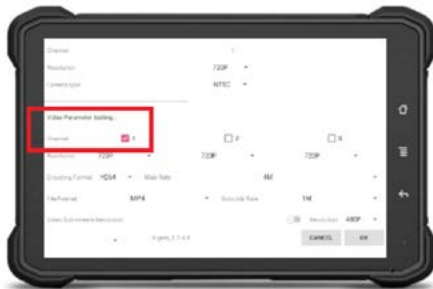 Channel
Resolution 720P
Camera type NTSC
Video Parameter Setting
Channel 1 2 3
Resolution 720P 720P 720P
Encoding Format H264 Main Rate 4M
File Format MP4 Subcode Rate 1M
Video Substream Resolution Resolution 480P
CANCEL OK